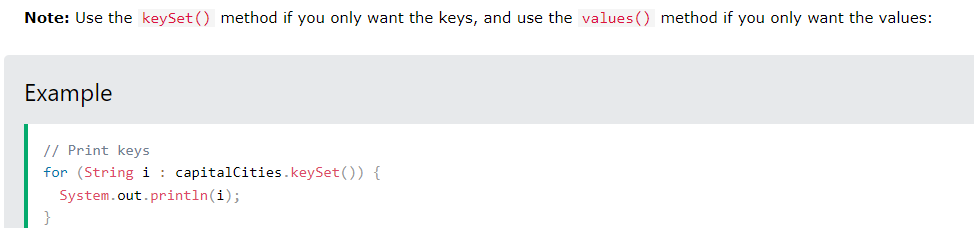 Note: Use the keySet() method if you only want the keys, and use the values() method if you only want the values:
Example
// Print keys
for (String i : capitalCities.keySet()) {
  System.out.println(i);
}